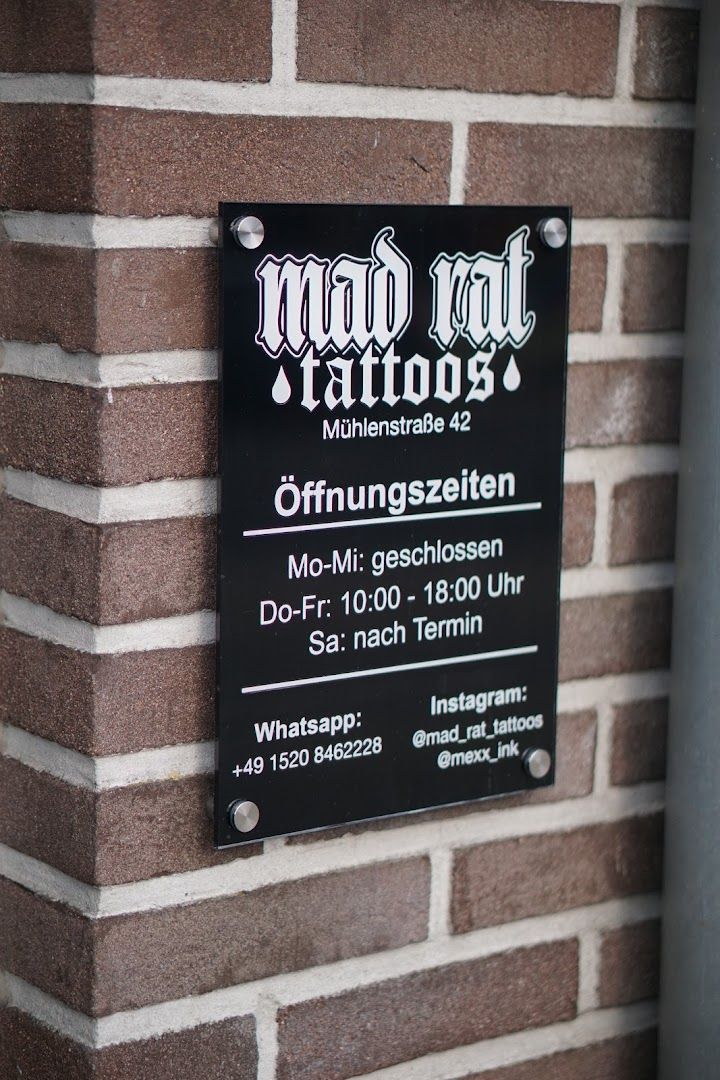 mad rat
tattoos
Mühlenstraße 42
Öffnungszeiten
Mo-Mi: geschlossen
Do-Fr: 10:00 - 18:00 Uhr
Sa: nach Termin
Whatsapp:
+49 1520 8462228
Instagram:
@mad_rat_tattoos
@mexx_ink